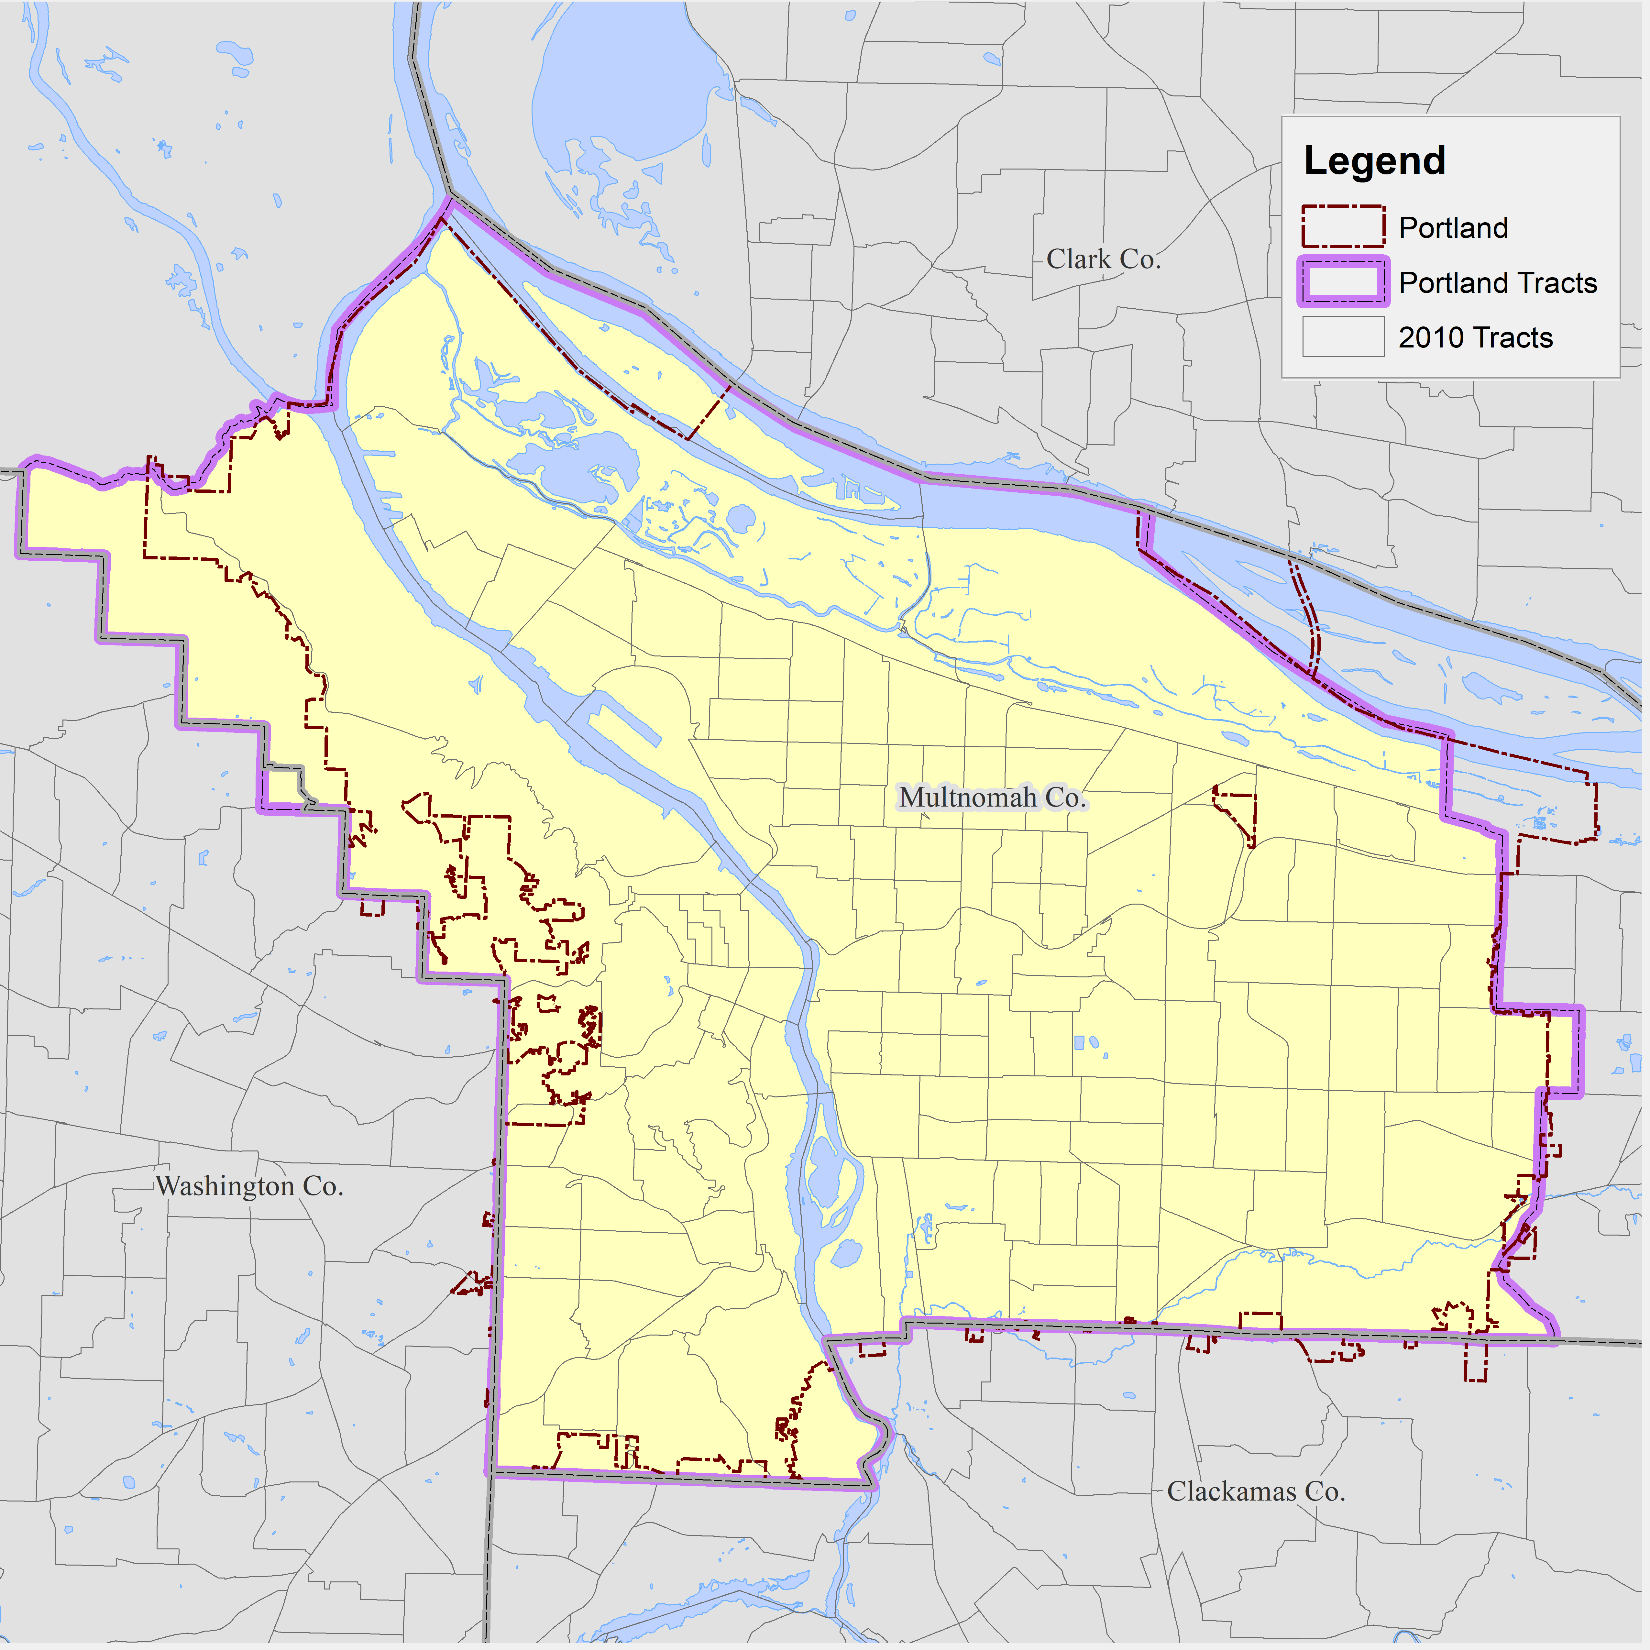 Legend
Portland
Portland Tracts
2010 Tracts
Clark Co.
Multnomah Co.
Washington Co.
Clackamas Co.